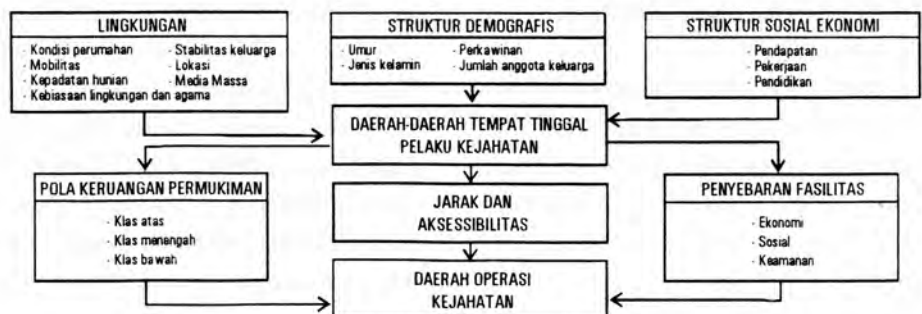 LINGKUNGAN
· Kondisi perumahan · Stabilitas keluarga
· Mobilitas · Lokasi
· Kepadatan hunian · Media Massa
· Kebiasaan lingkungan dan agama
STRUKTUR DEMOGRAFIS
· Umur · Perkawinan
· Jenis kelamin · Jumlah anggota keluarga
STRUKTUR SOSIAL EKONOMI
· Pendapatan
· Pekerjaan
· Pendidikan
DAERAH-DAERAH TEMPAT TINGGAL
PELAKU KEJAHATAN
POLA KERUANGAN PERMUKIMAN
· Klas atas
· Klas menengah
· Klas bawah
JARAK DAN
AKSESSIBILITAS
PENYEBARAN FASILITAS
· Ekonomi
· Sosial
· Keamanan
DAERAH OPERASI
KEJAHATAN